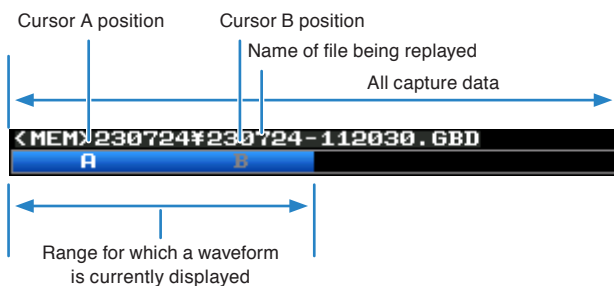 Cursor A position
Cursor B position
Name of file being replayed
All capture data
<MEM>230724¥230724-112030.GBD
A
B
Range for which a waveform
is currently displayed